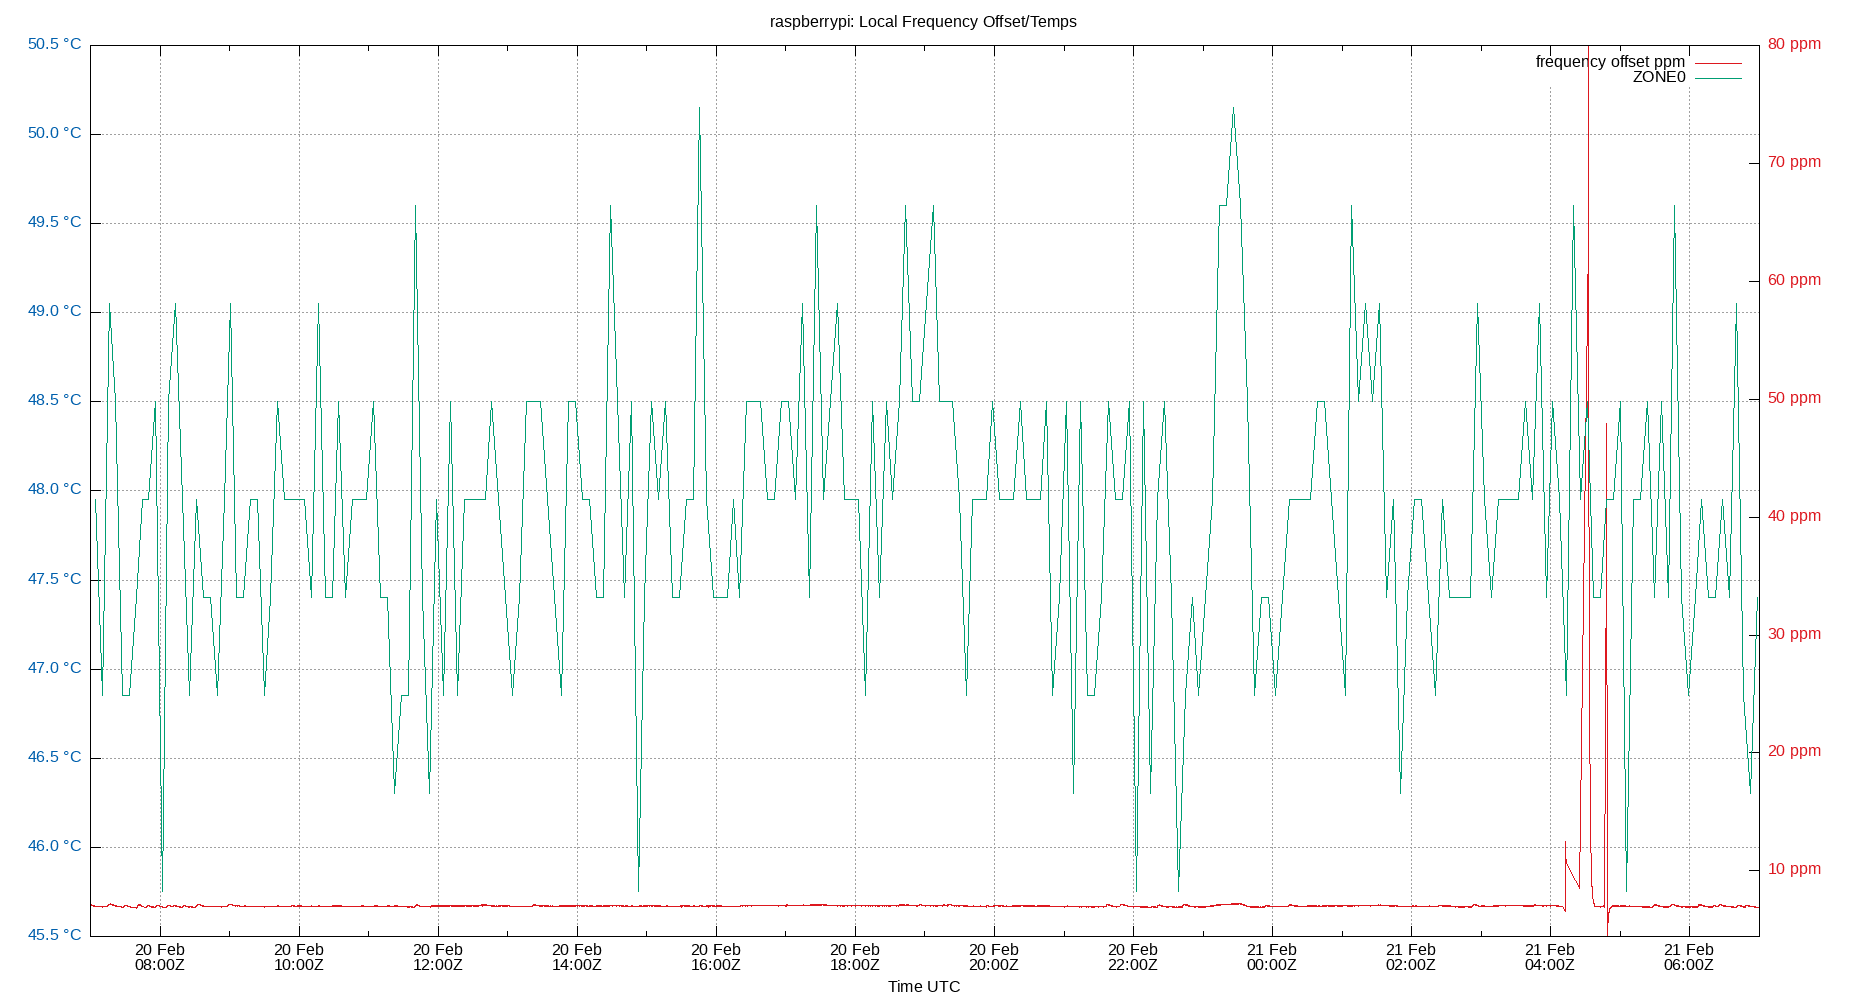 raspberrypi: Local Frequency Offset/Temps
50.5 °C
50.0 °C
49.5 °C
49.0 °C
48.5 °C
48.0 °C
47.5 °C
47.0 °C
46.5 °C
46.0 °C
45.5 °C
80 ppm
70 ppm
60 ppm
50 ppm
40 ppm
30 ppm
20 ppm
10 ppm
frequency offset ppm
ZONE0
20 Feb 20 Feb 20 Feb 20 Feb 20 Feb 20 Feb 20 Feb 20 Feb 21 Feb 21 Feb 21 Feb 21 Feb
08:00Z 10:00Z 12:00Z 14:00Z 16:00Z 18:00Z 20:00Z 22:00Z 00:00Z 02:00Z 04:00Z 06:00Z
Time UTC